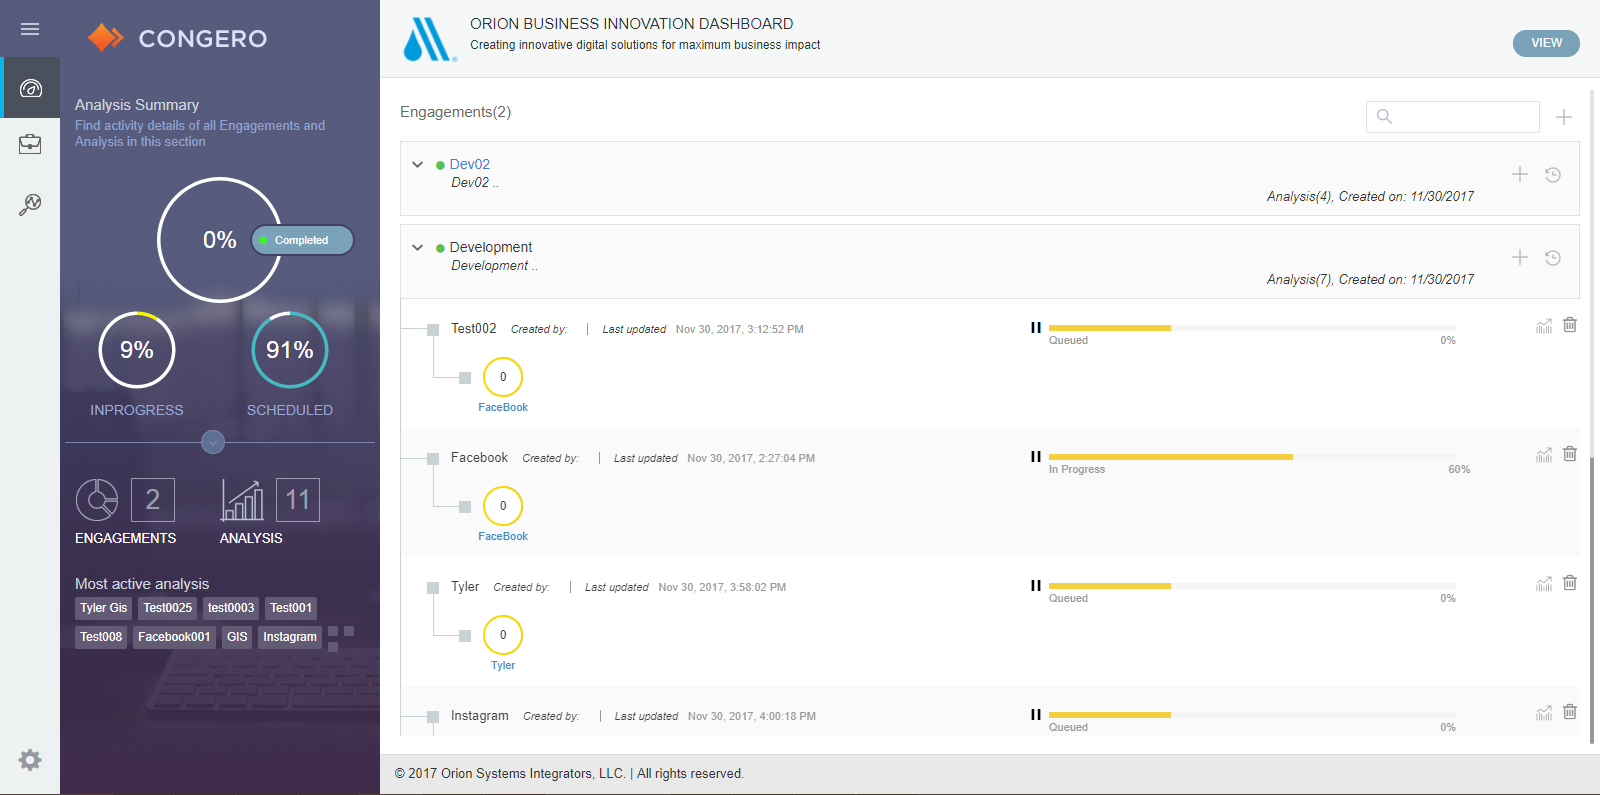 CONGERO
ORION BUSINESS INNOVATION DASHBOARD
Creating innovative digital solutions for maximum business impact
VIEW
Analysis Summary
Find activity details of all Engagements and
Analysis in this section
0%
Completed
9%
91%
INPROGRESS
SCHEDULED
2
11
ENGAGEMENTS
ANALYSIS
Most active analysis
Tyler Gis Test0025 test0003 Test001
Test008 Facebook001 GIS Instagram
Engagements(2)
Dev02
Dev02 ..
Analysis(4), Created on: 11/30/2017
Development
Development ..
Analysis(7), Created on: 11/30/2017
Test002 Created by: | Last updated Nov 30, 2017, 3:12:52 PM
Queued 0%
0
FaceBook
Facebook Created by: | Last updated Nov 30, 2017, 2:27:04 PM
In Progress 60%
0
FaceBook
Tyler Created by: | Last updated Nov 30, 2017, 3:58:02 PM
Queued 0%
0
Tyler
Instagram Created by: | Last updated Nov 30, 2017, 4:00:18 PM
Queued 0%
© 2017 Orion Systems Integrators, LLC. | All rights reserved.